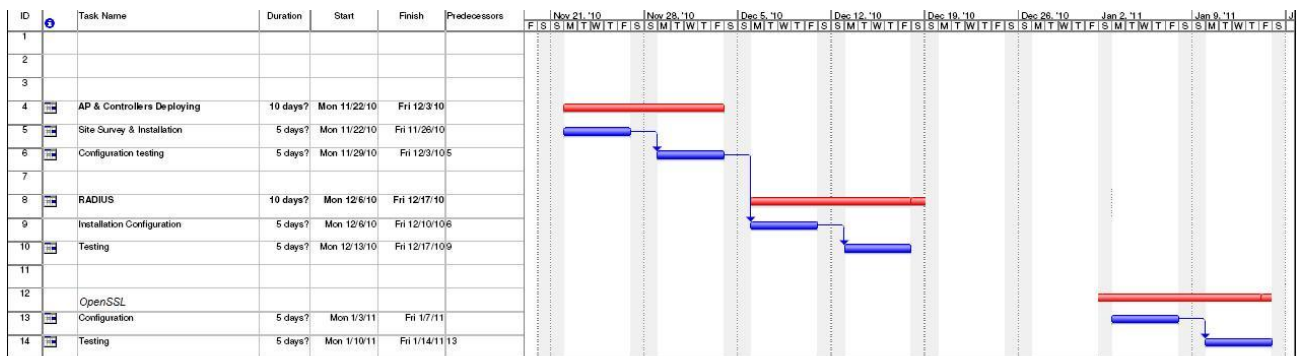 ID Task Name Duration Start Finish Predecessors Nov 21, '10 Nov 28, '10 Dec 5, '10 Dec 12, '10 Dec 19, '10 Dec 26, '10 Jan 2, '11 Jan 9, '11 J
F S S M T W T F S S M T W T F S S M T W T F S S M T W T F S S M T W T F S S M T W T F S S M T W T F S S M T W T F S
1
2
3
4 AP & Controllers Deploying 10 days? Mon 11/22/10 Fri 12/3/10
5 Site Survey & Installation 5 days? Mon 11/22/10 Fri 11/26/10
6 Configuration testing 5 days? Mon 11/29/10 Fri 12/3/10 5
7
8 RADIUS 10 days? Mon 12/6/10 Fri 12/17/10
9 Installation Configuration 5 days? Mon 12/6/10 Fri 12/10/10 6
10 Testing 5 days? Mon 12/13/10 Fri 12/17/10 9
11
12 OpenSSL
13 Configuration 5 days? Mon 1/3/11 Fri 1/7/11
14 Testing 5 days? Mon 1/10/11 Fri 1/14/11 13